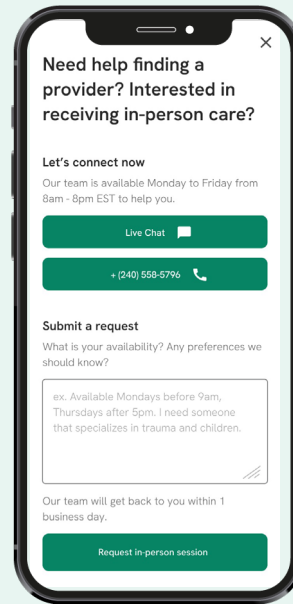 Need help finding a
provider? Interested in
receiving in-person care?
Let's connect now
Our team is available Monday to Friday from
8am - 8pm EST to help you.
Live Chat
+ (240) 558-5796
Submit a request
What is your availability? Any preferences we
should know?
ex. Available Mondays before 9am,
Thursdays after 5pm. I need someone
that specializes in trauma and children.
Our team will get back to you within 1
business day.
Request in-person session